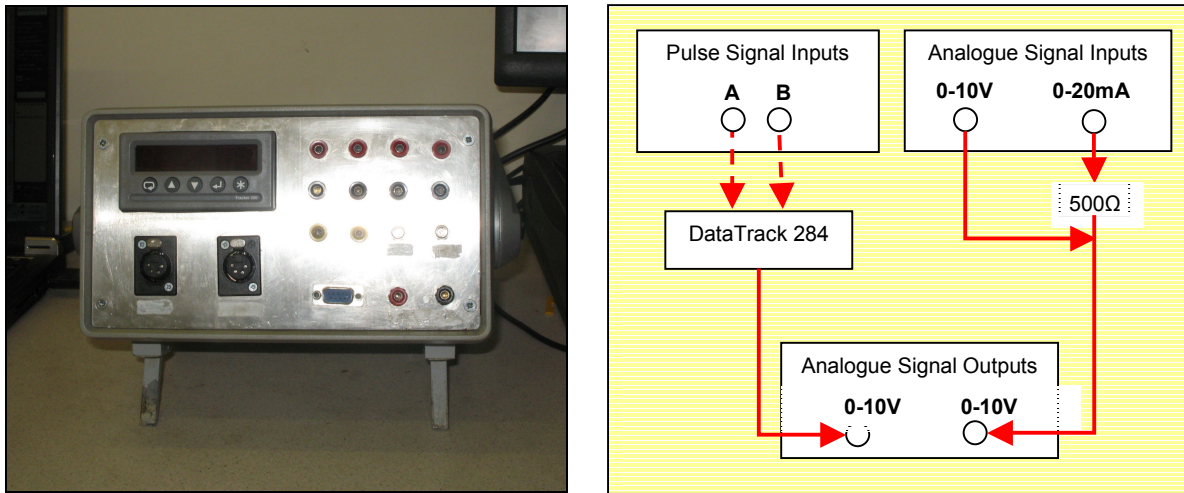 Pulse Signal Inputs
A B
Analogue Signal Inputs
0-10V 0-20mA
500Ω
DataTrack 284
Analogue Signal Outputs
0-10V 0-10V